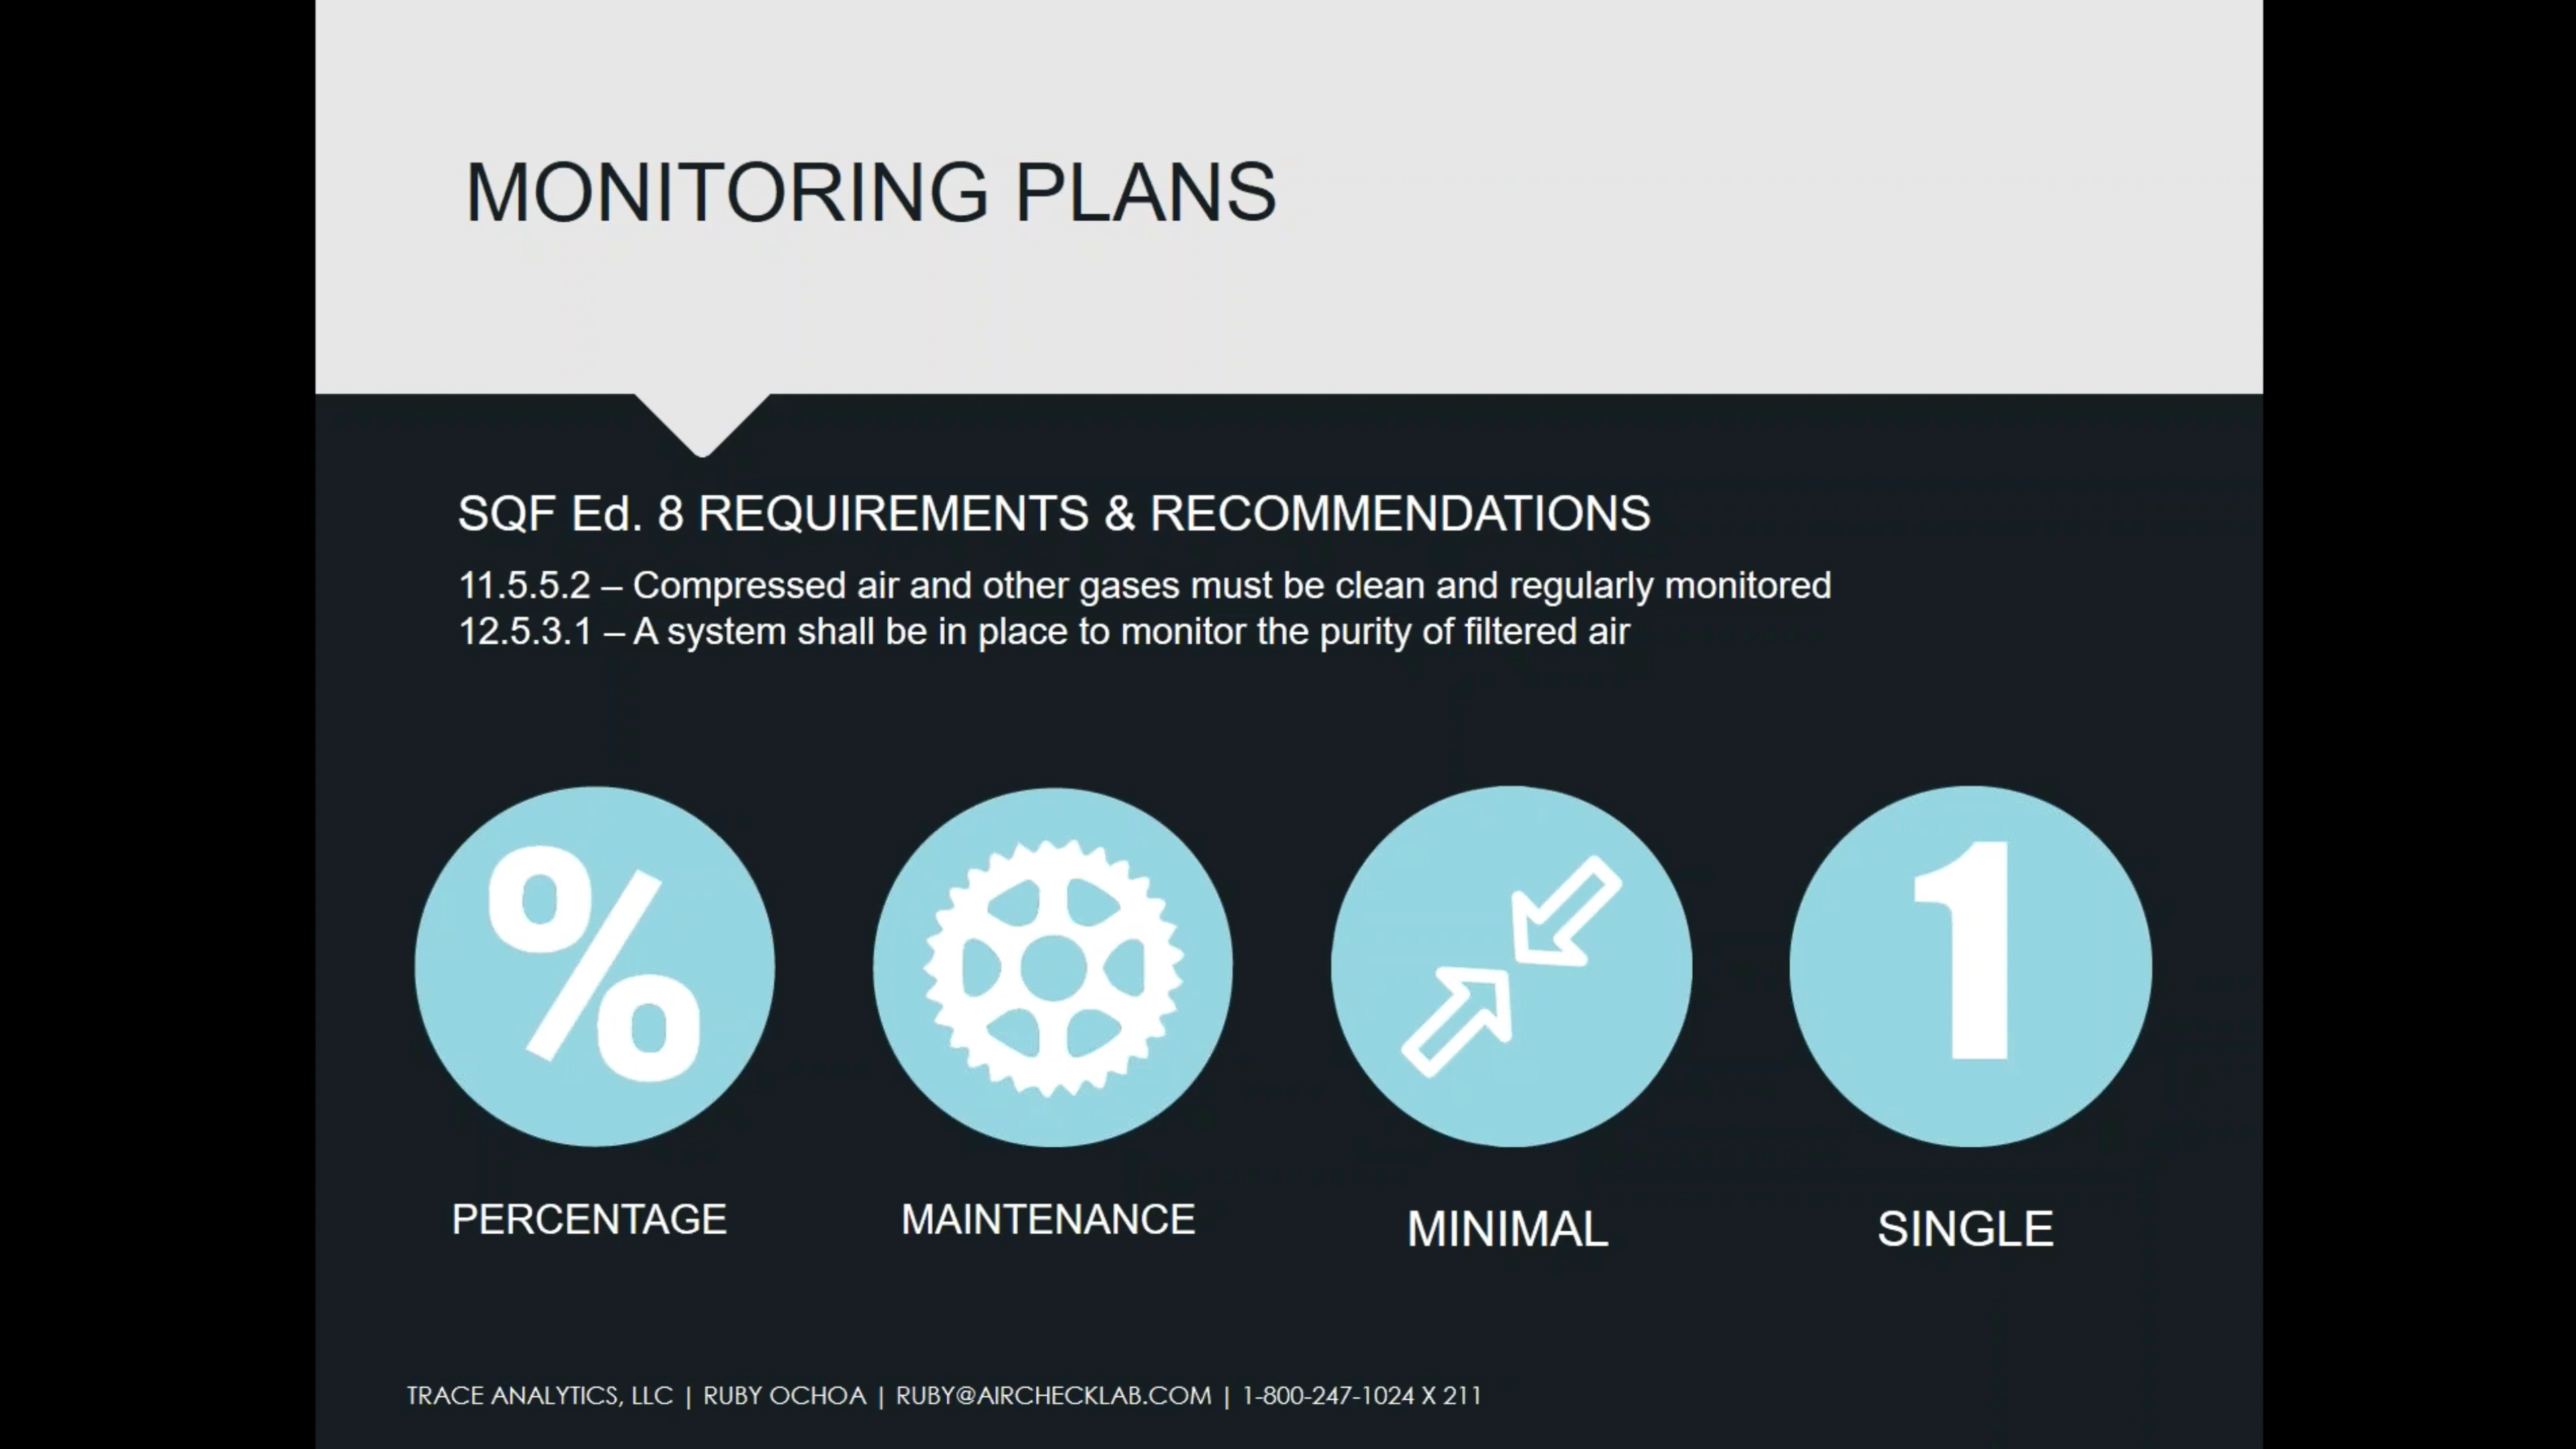 MONITORING PLANS
SQF Ed. 8 REQUIREMENTS & RECOMMENDATIONS
11.5.5.2 – Compressed air and other gases must be clean and regularly monitored
12.5.3.1 – A system shall be in place to monitor the purity of filtered air
%
1
PERCENTAGE
MAINTENANCE
MINIMAL
SINGLE
TRACE ANALYTICS, LLC | RUBY OCHOA | RUBY@AIRCHECKLAB.COM | 1-800-247-1024 X 211